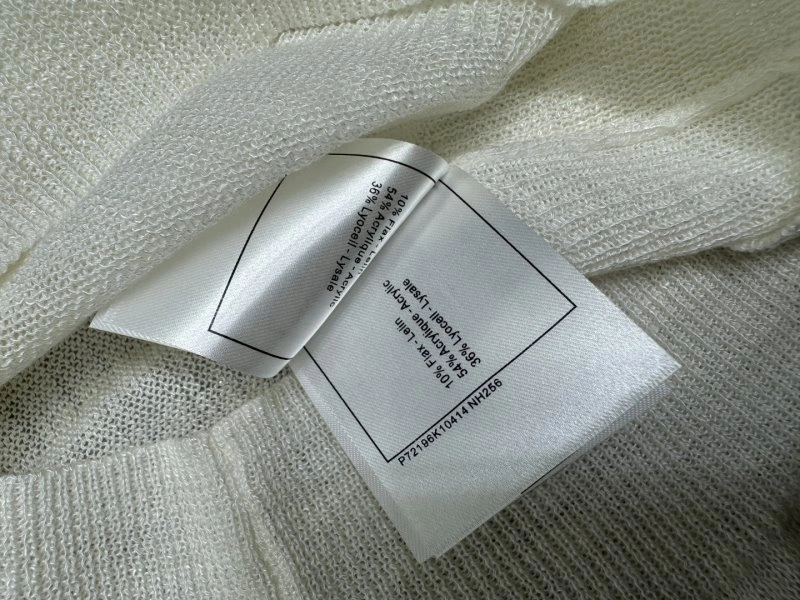 10% Flax - Lelin
54% Acrylique - Acrylic
36% Lyocell - Lysale
10% Flax - Lelin
54% Acrylique - Acrylic
36% Lyocell - Lysale
P72196K10414 NH256